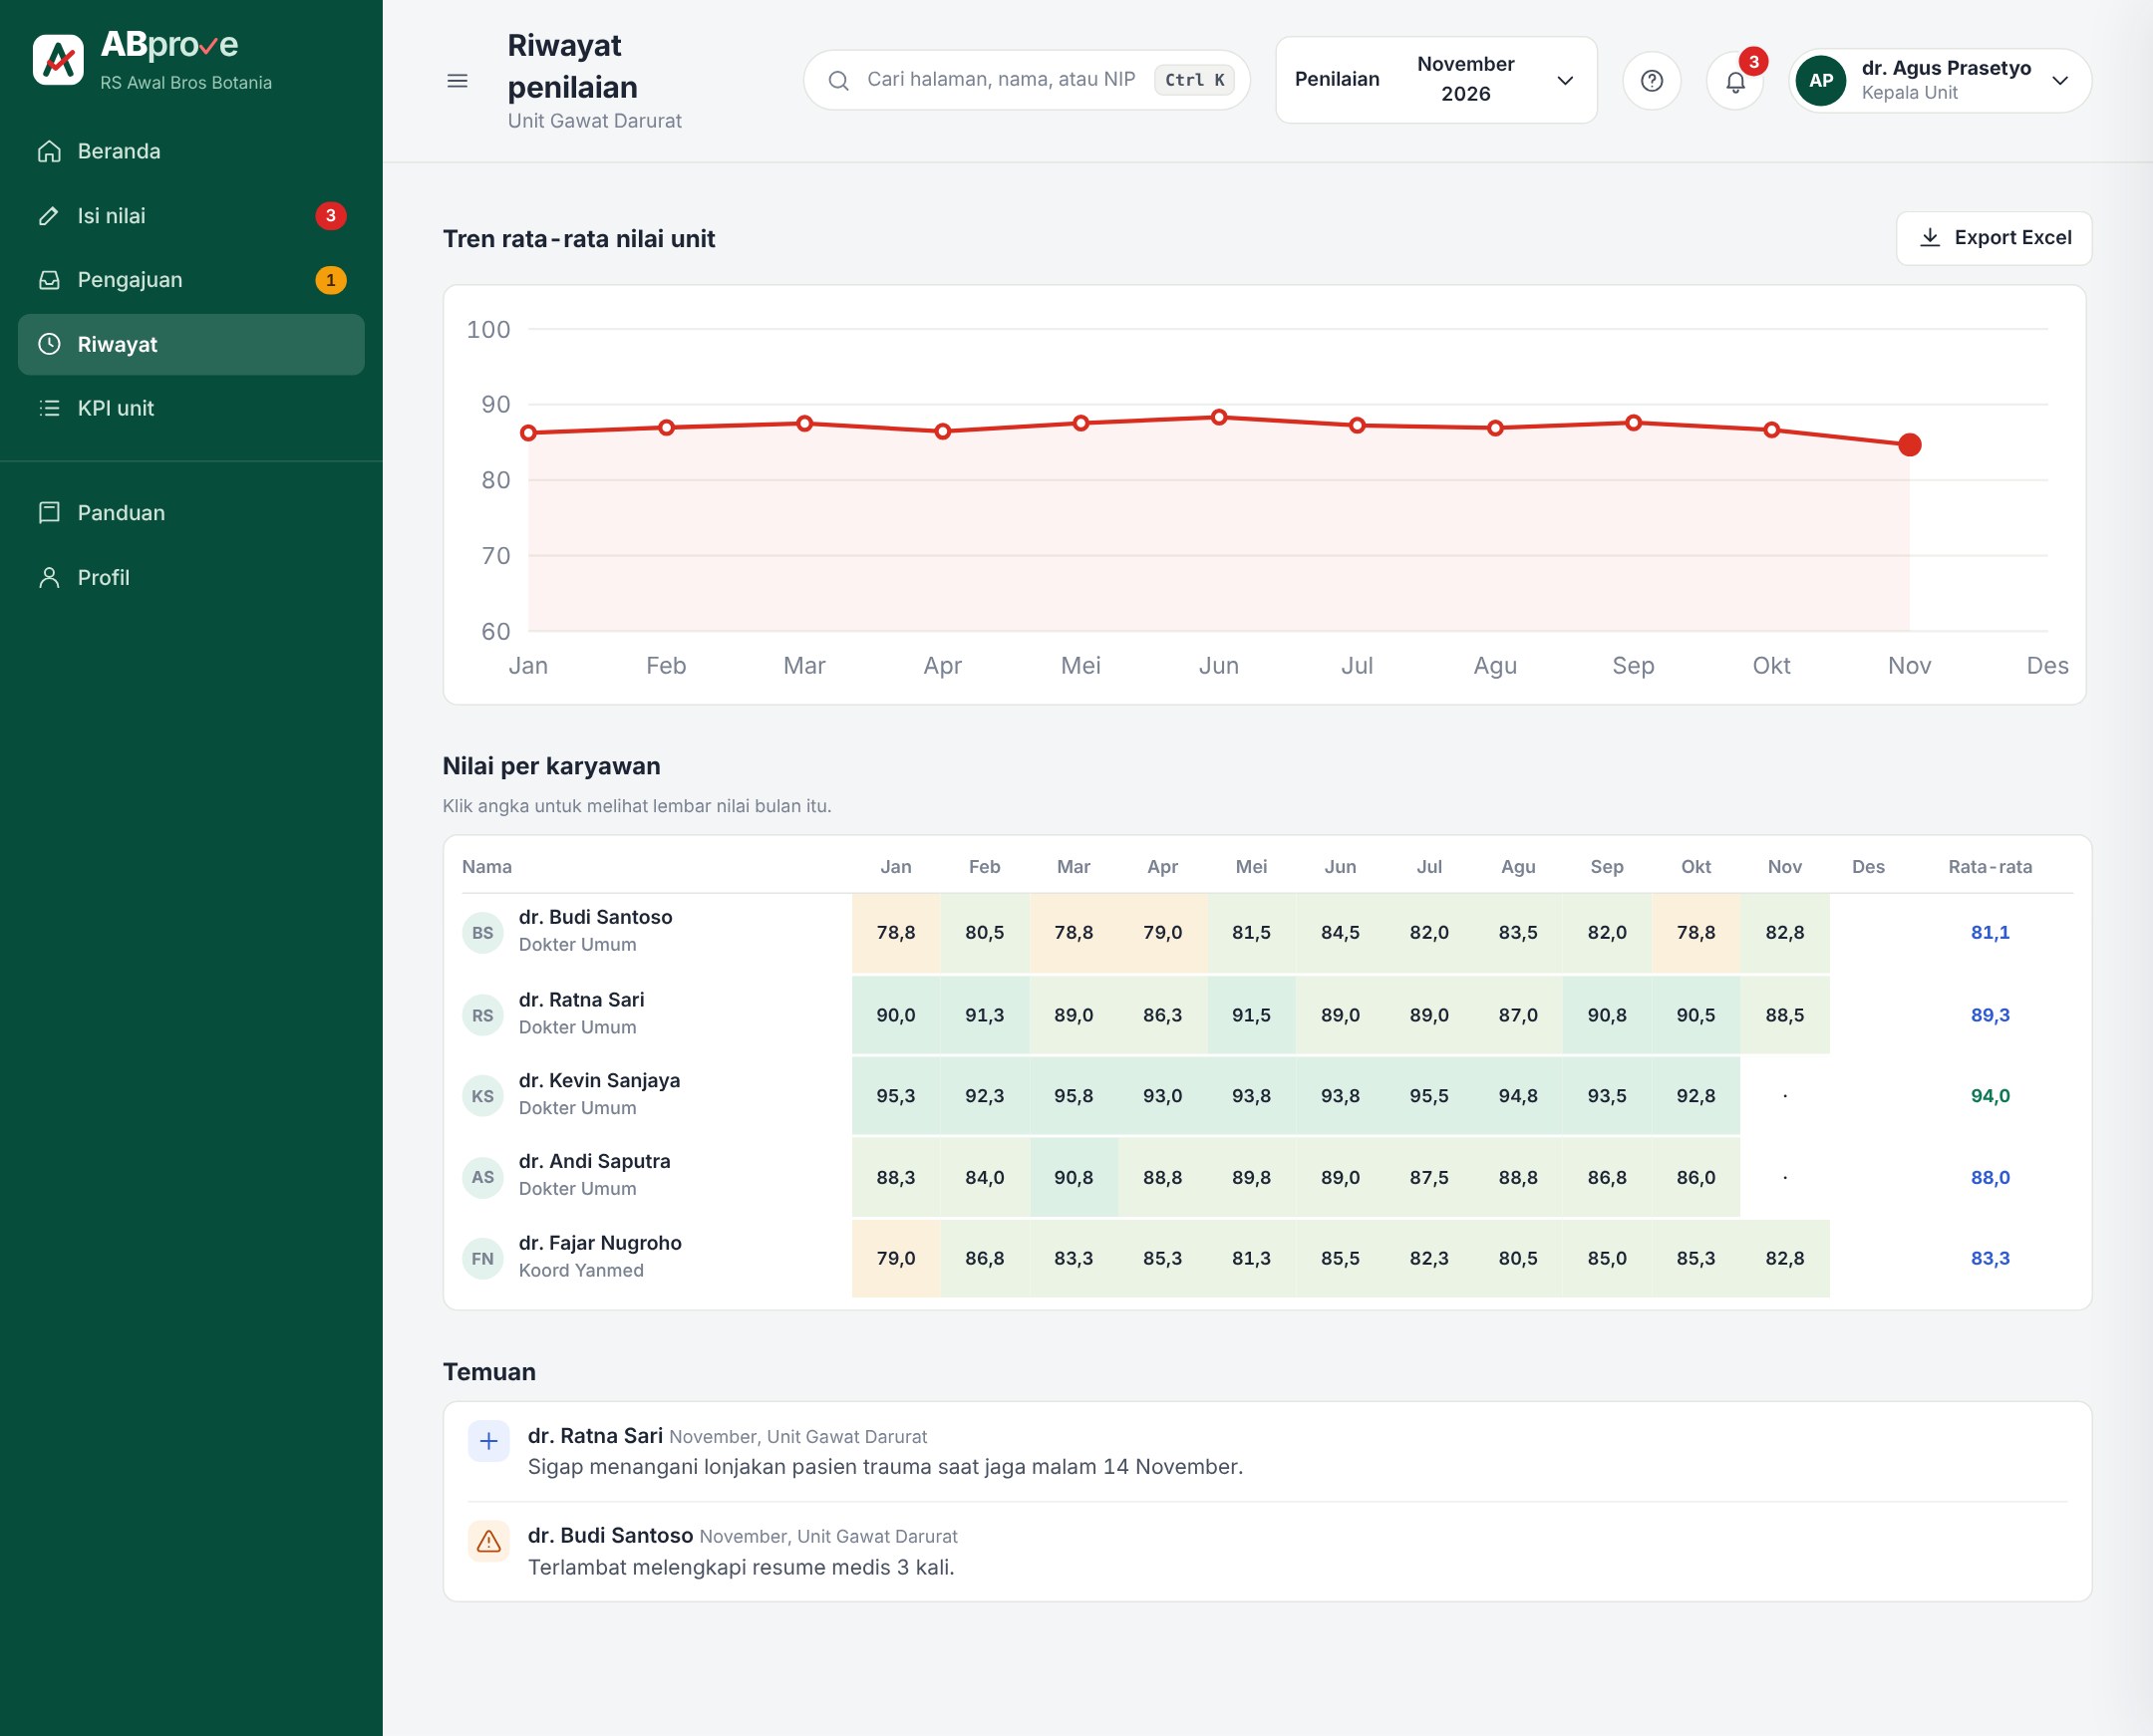 ABprove
RS Awal Bros Botania
Beranda
Isi nilai 3
Pengajuan 1
Riwayat
KPI unit
Panduan
Profil
Riwayat
penilaian
Unit Gawat Darurat
Cari halaman, nama, atau NIP Ctrl K
Penilaian November
2026
3
AP
dr. Agus Prasetyo
Kepala Unit
Tren rata-rata nilai unit
Export Excel
100
90
80
70
60
Jan Feb Mar Apr Mei Jun Jul Agu Sep Okt Nov Des
Nilai per karyawan
Klik angka untuk melihat lembar nilai bulan itu.
Nama Jan Feb Mar Apr Mei Jun Jul Agu Sep Okt Nov Des Rata-rata
BS dr. Budi Santoso
Dokter Umum
78,8 80,5 78,8 79,0 81,5 84,5 82,0 83,5 82,0 78,8 82,8 81,1
RS dr. Ratna Sari
Dokter Umum
90,0 91,3 89,0 86,3 91,5 89,0 89,0 87,0 90,8 90,5 88,5 89,3
KS dr. Kevin Sanjaya
Dokter Umum
95,3 92,3 95,8 93,0 93,8 93,8 95,5 94,8 93,5 92,8 · 94,0
AS dr. Andi Saputra
Dokter Umum
88,3 84,0 90,8 88,8 89,8 89,0 87,5 88,8 86,8 86,0 · 88,0
FN dr. Fajar Nugroho
Koord Yanmed
79,0 86,8 83,3 85,3 81,3 85,5 82,3 80,5 85,0 85,3 82,8 83,3
Temuan
dr. Ratna Sari November, Unit Gawat Darurat
Sigap menangani lonjakan pasien trauma saat jaga malam 14 November.
dr. Budi Santoso November, Unit Gawat Darurat
Terlambat melengkapi resume medis 3 kali.